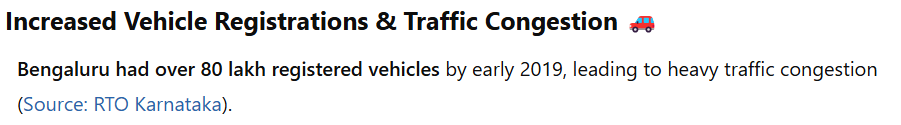 Increased Vehicle Registrations & Traffic Congestion 🚗
Bengaluru had over 80 lakh registered vehicles by early 2019, leading to heavy traffic congestion
(Source: RTO Karnataka).